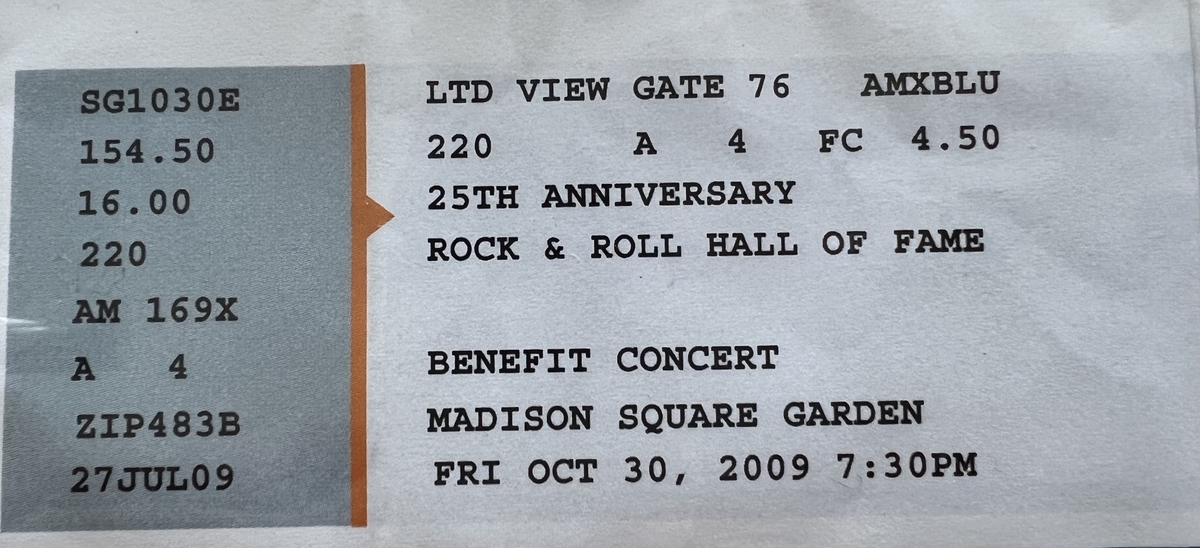 SG1030E
154.50
16.00
220
AM 169X
A 4
ZIP483B
27JUL09
LTD VIEW GATE 76 AMXBLU
220 A 4 FC 4.50
25TH ANNIVERSARY
ROCK & ROLL HALL OF FAME
BENEFIT CONCERT
MADISON SQUARE GARDEN
FRI OCT 30, 2009 7:30PM